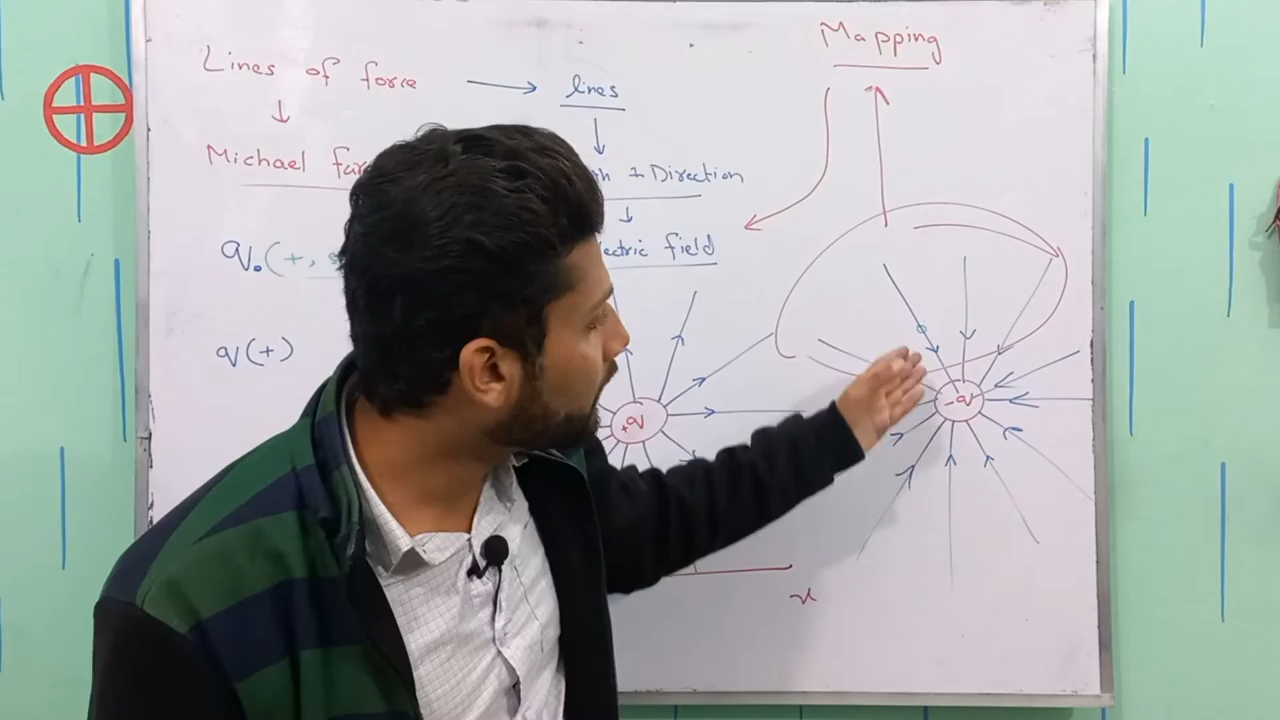 Mapping
Lines of force → lines
Michael
+ Direction
field
q₀(+,
q(+)
+q
-q
x